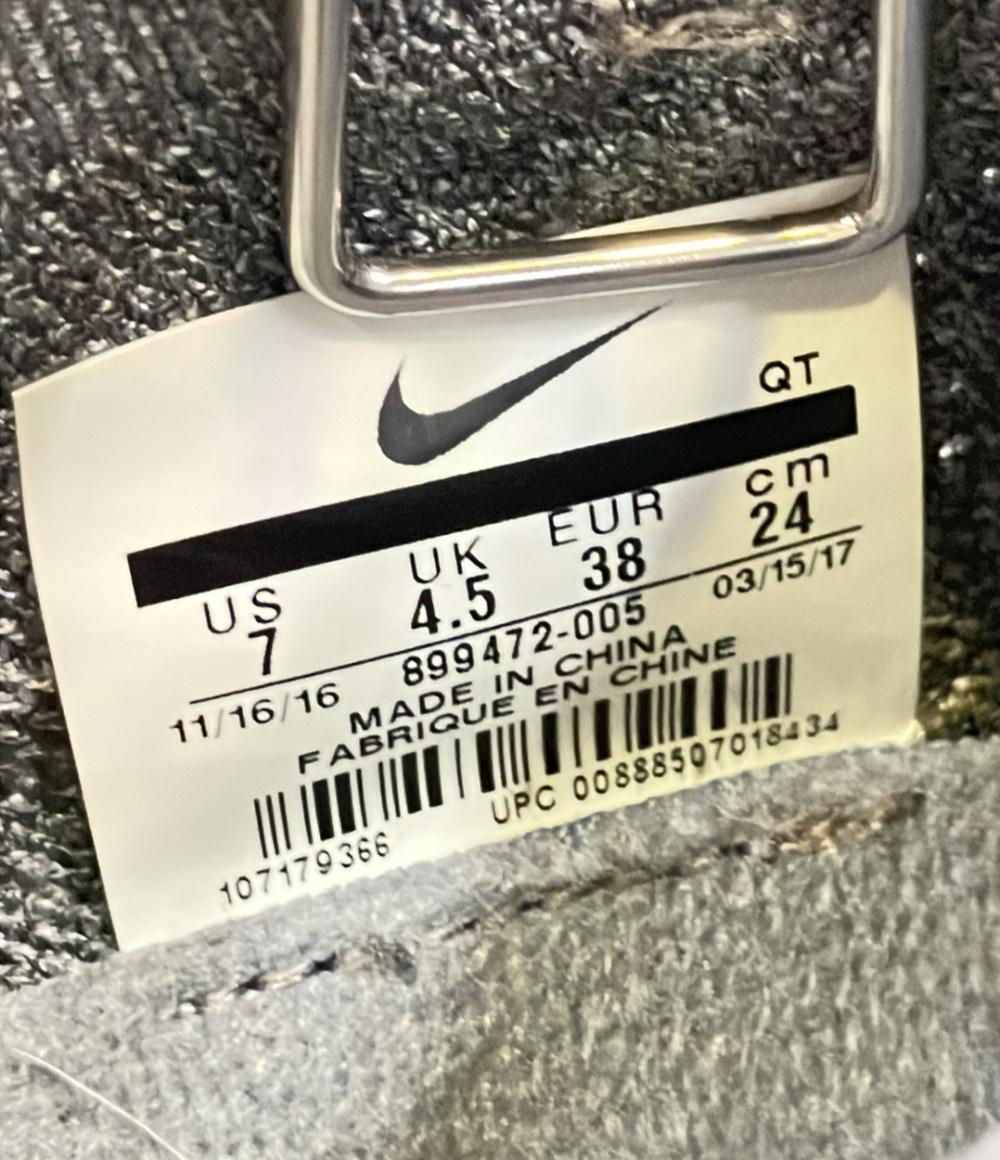 QT
US UK EUR cm
7 4.5 38 24
11/16/16 899472-005 03/15/17
MADE IN CHINA
FABRIQUE EN CHINE
107179366 UPC 00888507018434